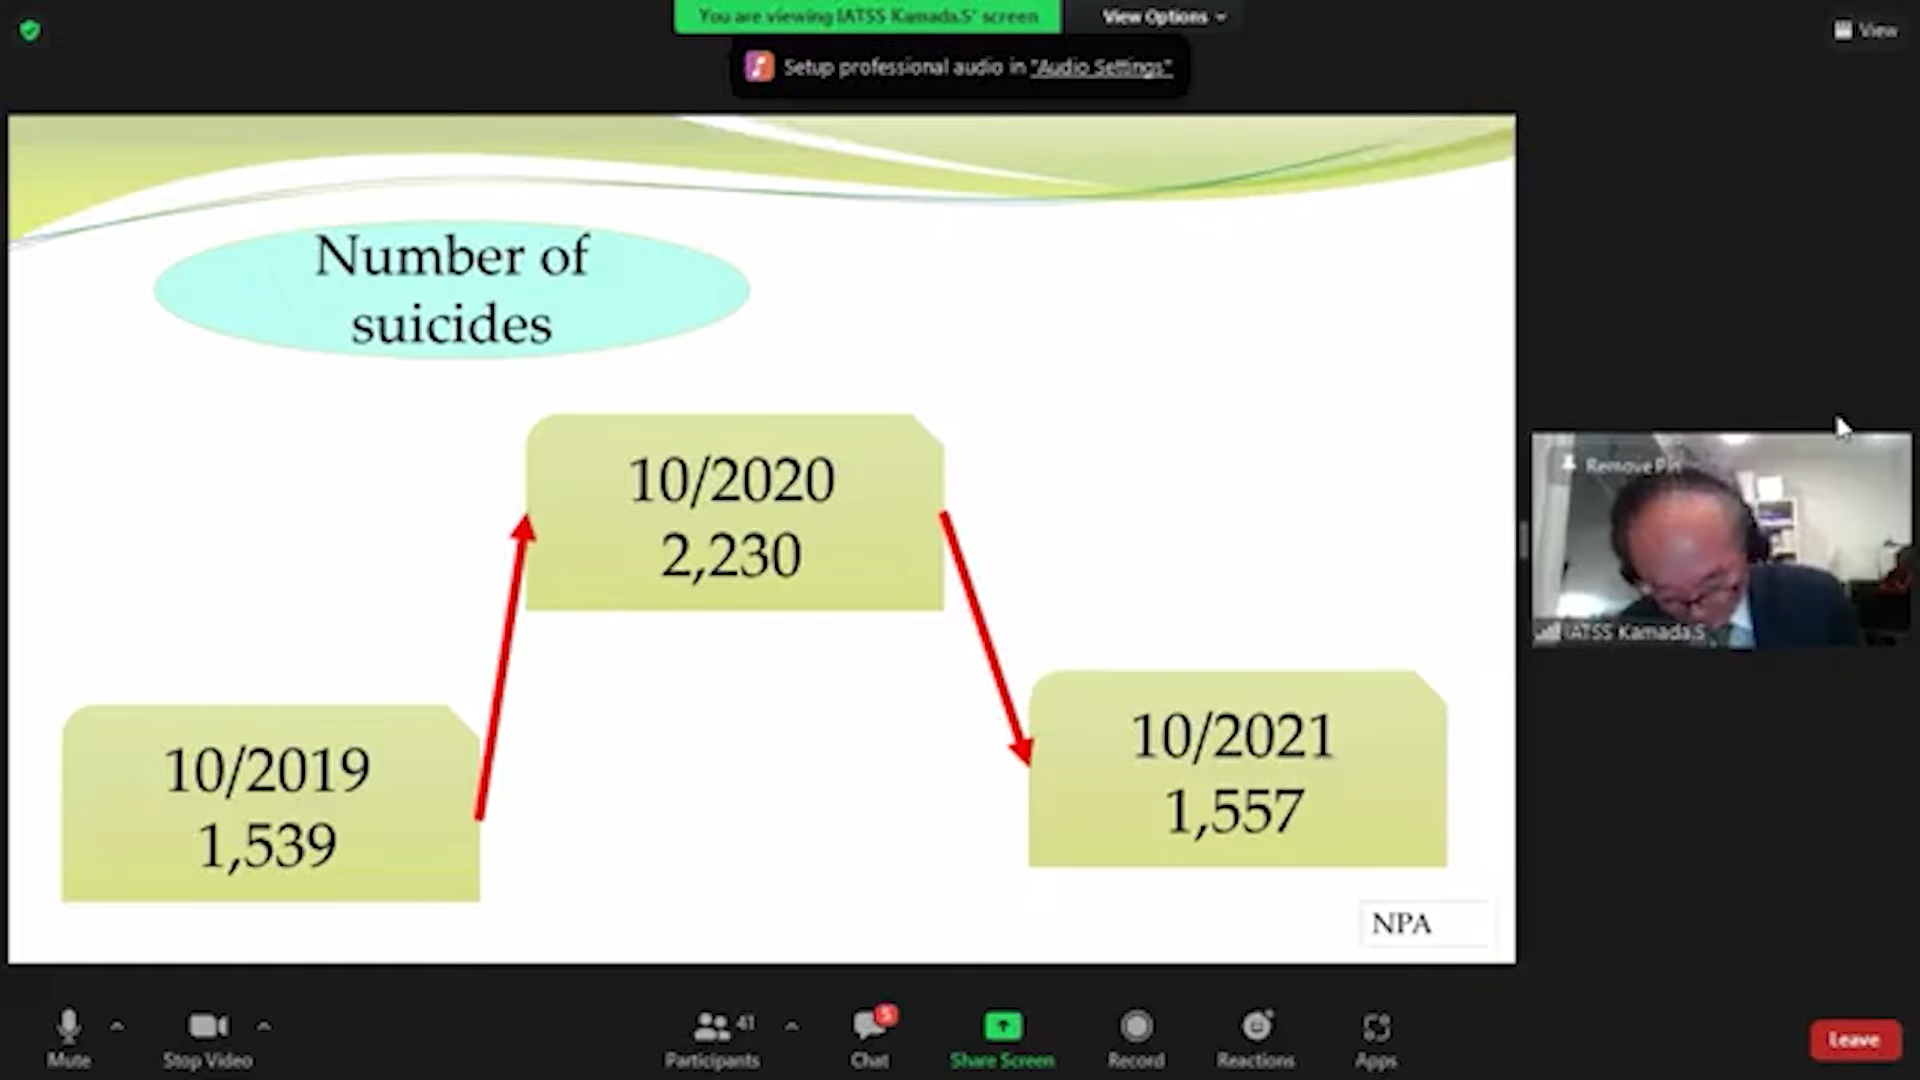 You are viewing IATSS Kamada.S' screen
View Options
View
Setup professional audio in "Audio Settings"
Number of
suicides
10/2020
2,230
10/2019
1,539
10/2021
1,557
NPA
Remove Pin
IATSS Kamada.S
Mute
Stop Video
Participants
41
Chat
5
Share Screen
Record
Reactions
Apps
Leave